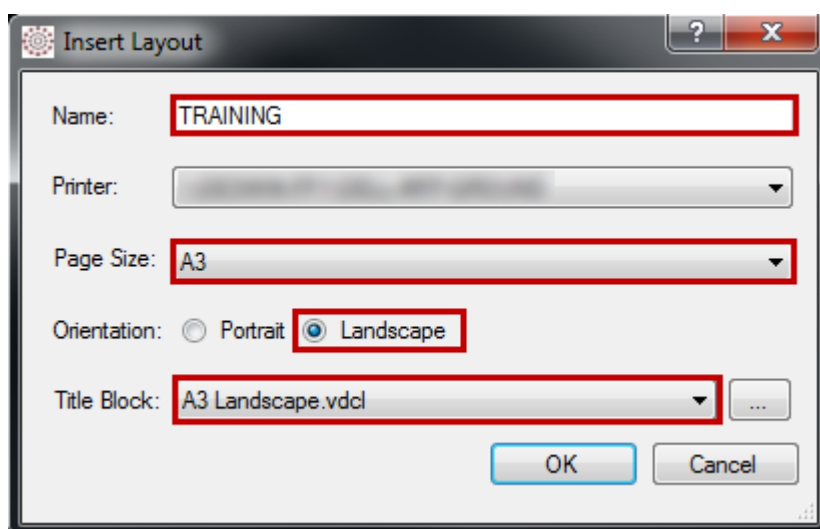 Insert Layout
Name: TRAINING
Printer:
Page Size: A3
Orientation: Portrait Landscape
Title Block: A3 Landscape.vdcl ...
OK Cancel